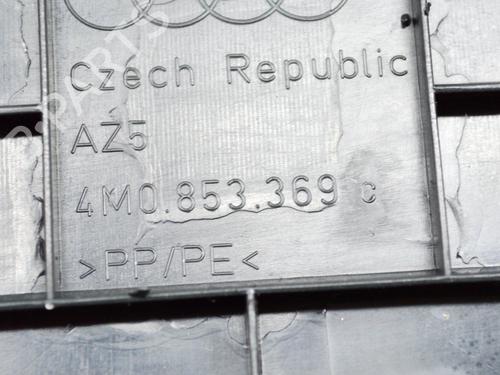 Czech Republic
AZ5
4M0.853.369 C
>PP/PE<